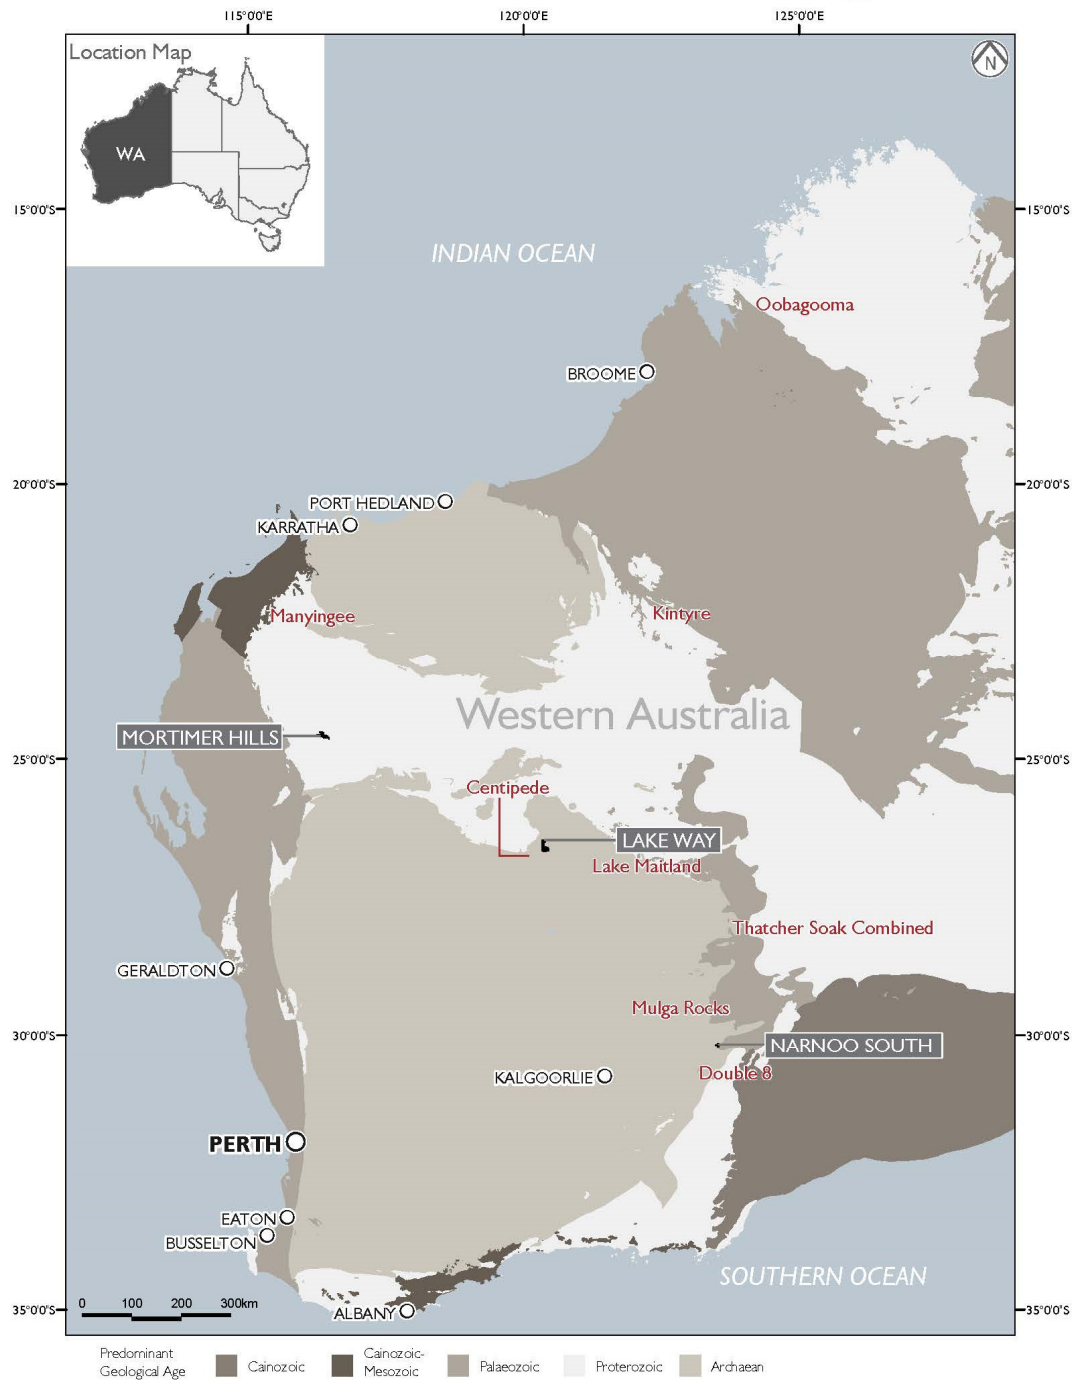 115°0'0"E
120°0'0"E
125°0'0"E
Location Map
N
WA
15°0'0"S
15°0'0"S
INDIAN OCEAN
Oobagooma
BROOME
20°0'0"S
20°0'0"S
PORT HEDLAND
KARRATHA
Manyingee
Kintyre
Western Australia
MORTIMER HILLS
25°0'0"S
25°0'0"S
Centipede
LAKE WAY
Lake Maitland
Thatcher Soak Combined
GERALDTON
Mulga Rocks
30°0'0"S
30°0'0"S
NARNOO SOUTH
Double 8
KALGOORLIE
PERTH
EATON
BUSSELTON
SOUTHERN OCEAN
0 100 200 300km
35°0'0"S
35°0'0"S
ALBANY
Predominant
Geological Age
Cainozoic
Cainozoic-
Mesozoic
Palaeozoic
Proterozoic
Archaean